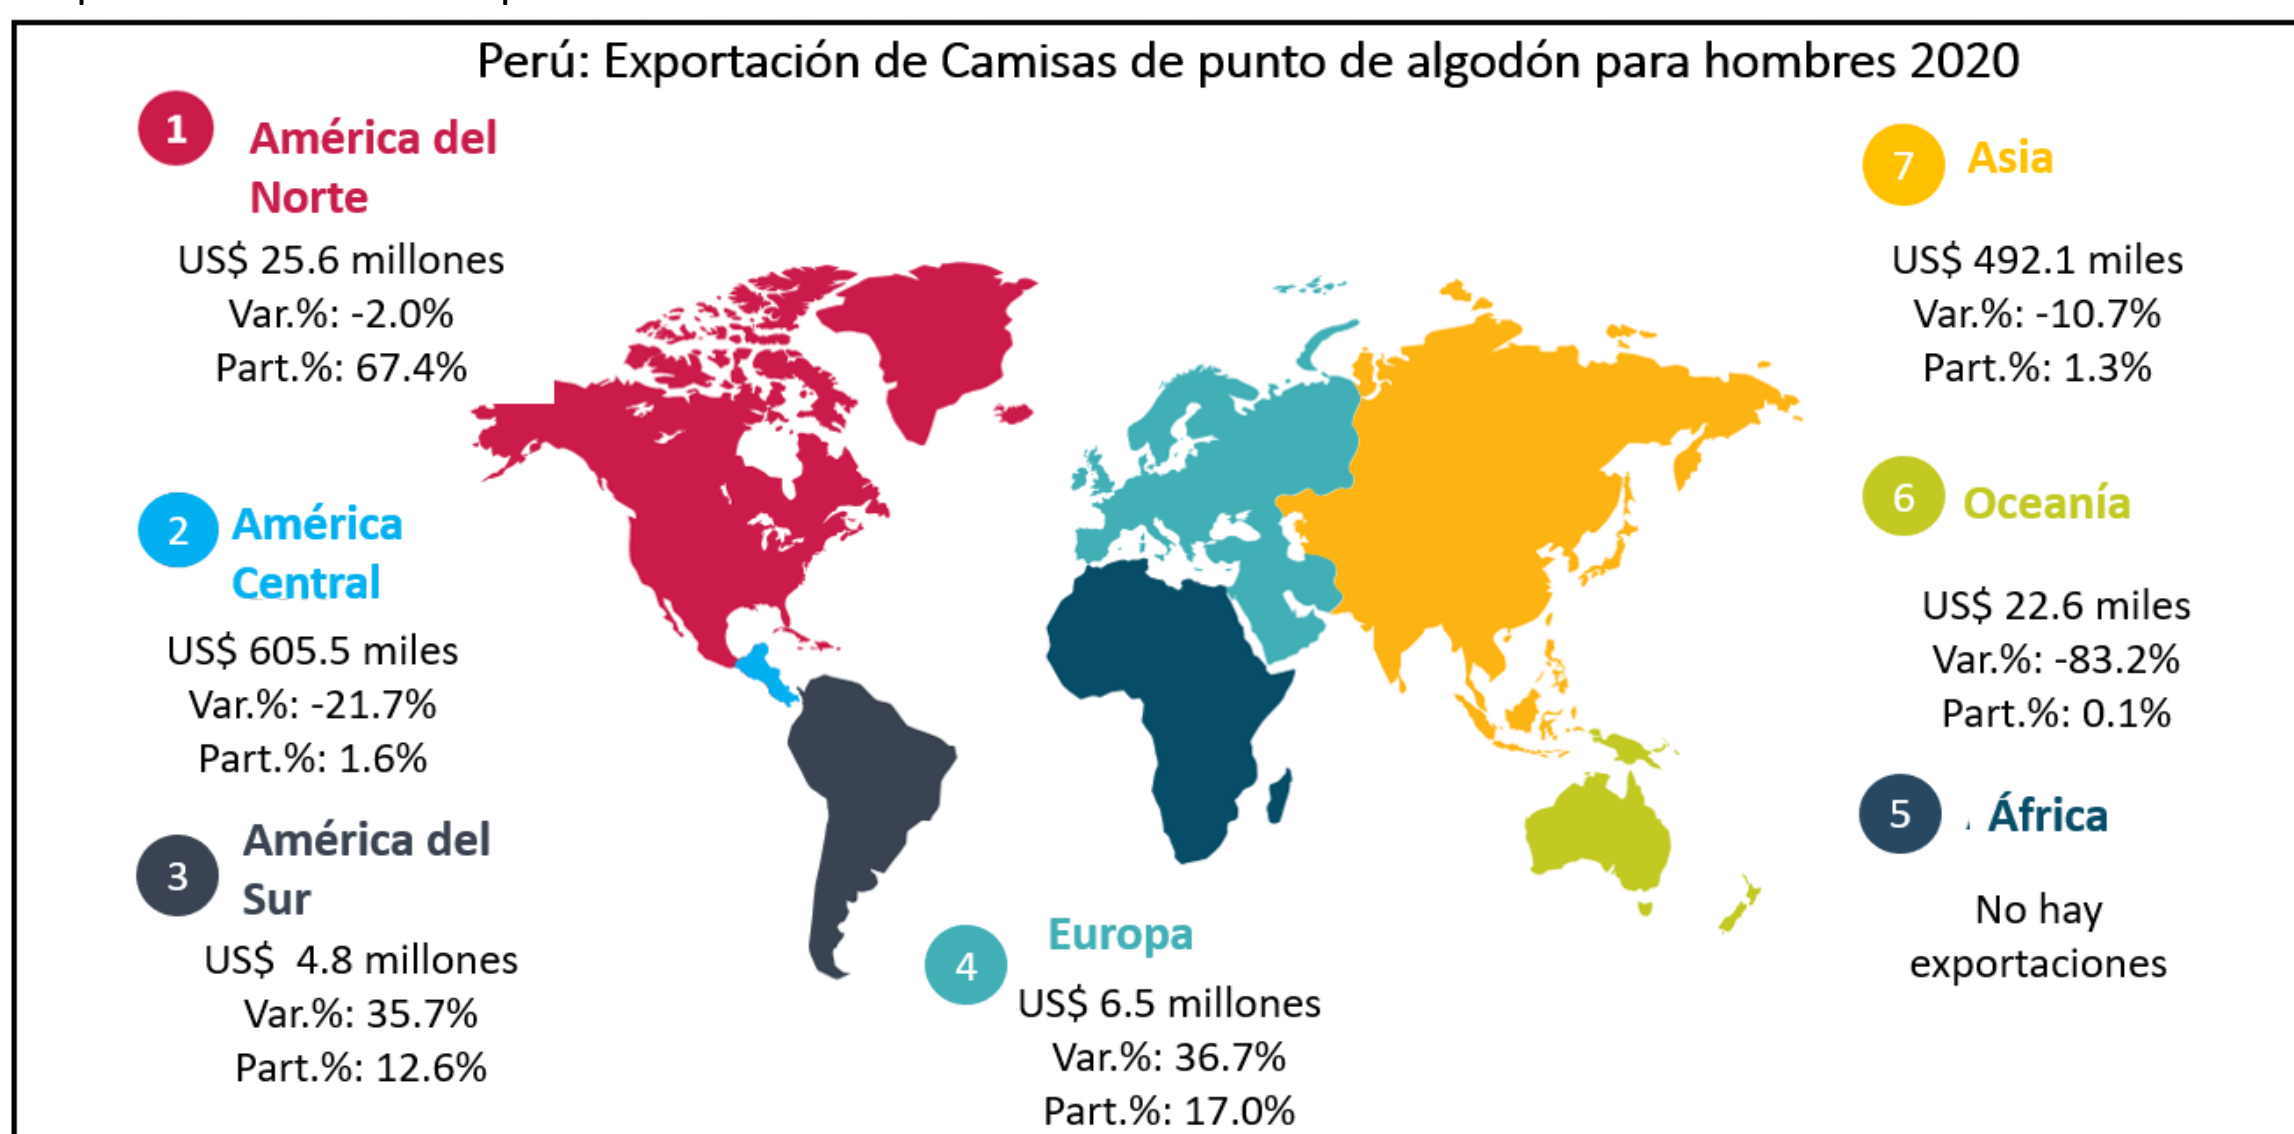 Perú: Exportación de Camisas de punto de algodón para hombres 2020
1
América del
Norte
US$ 25.6 millones
Var.%: -2.0%
Part.%: 67.4%
2
América
Central
US$ 605.5 miles
Var.%: -21.7%
Part.%: 1.6%
3
América del
Sur
US$  4.8 millones
Var.%: 35.7%
Part.%: 12.6%
4
Europa
US$ 6.5 millones
Var.%: 36.7%
Part.%: 17.0%
7
Asia
US$ 492.1 miles
Var.%: -10.7%
Part.%: 1.3%
6
Oceanía
US$ 22.6 miles
Var.%: -83.2%
Part.%: 0.1%
5
África
No hay
exportaciones